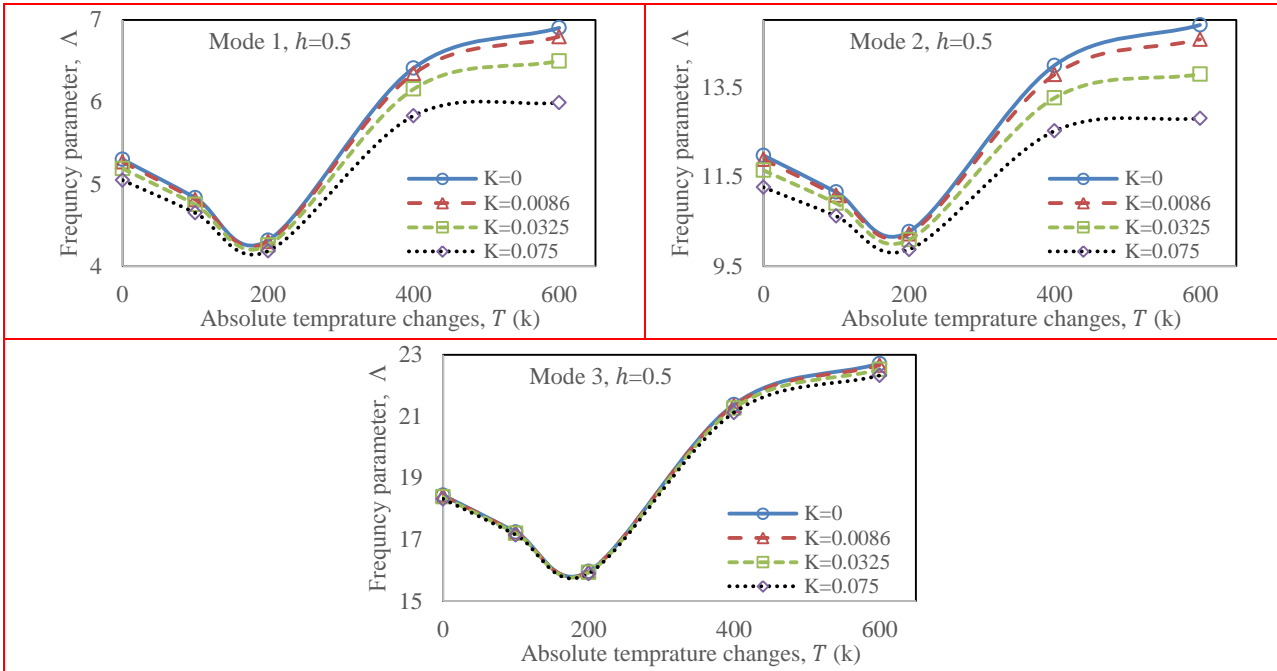 Mode 1, h=0.5
Frequncy parameter, Λ
7
6
5
4
0 200 400 600
Absolute temprature changes, T (k)
K=0
K=0.0086
K=0.0325
K=0.075
Mode 2, h=0.5
Frequncy parameter, Λ
13.5
11.5
9.5
0 200 400 600
Absolute temprature changes, T (k)
K=0
K=0.0086
K=0.0325
K=0.075
Mode 3, h=0.5
Frequncy parameter, Λ
23
21
19
17
15
0 200 400 600
Absolute temprature changes, T (k)
K=0
K=0.0086
K=0.0325
K=0.075